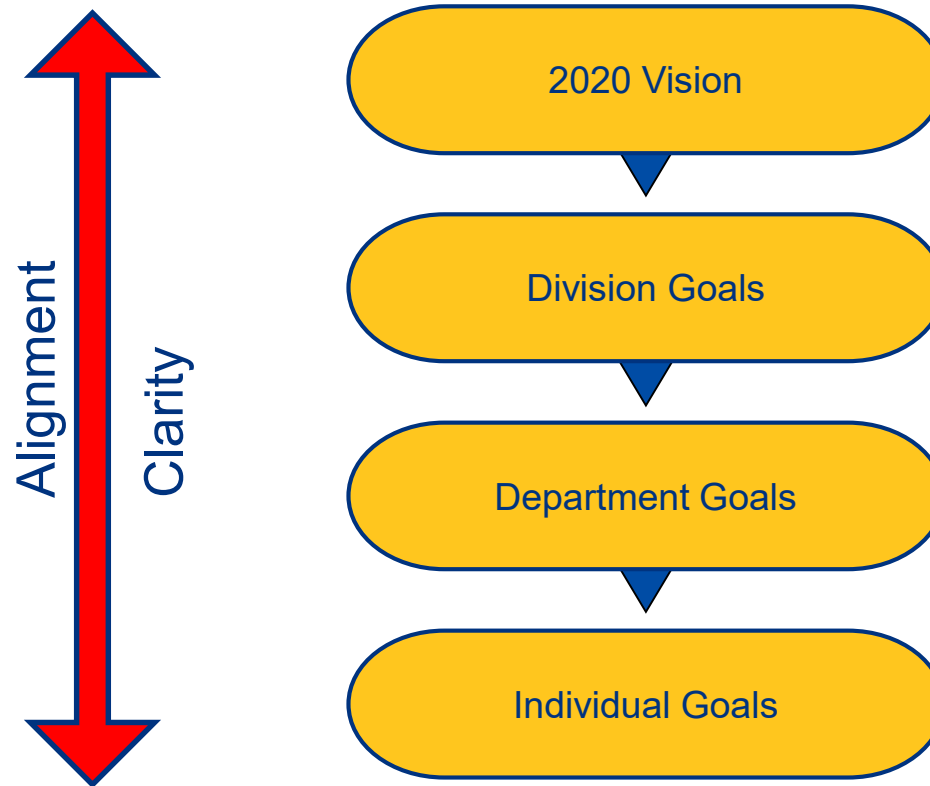 Alignment
Clarity
2020 Vision
Division Goals
Department Goals
Individual Goals